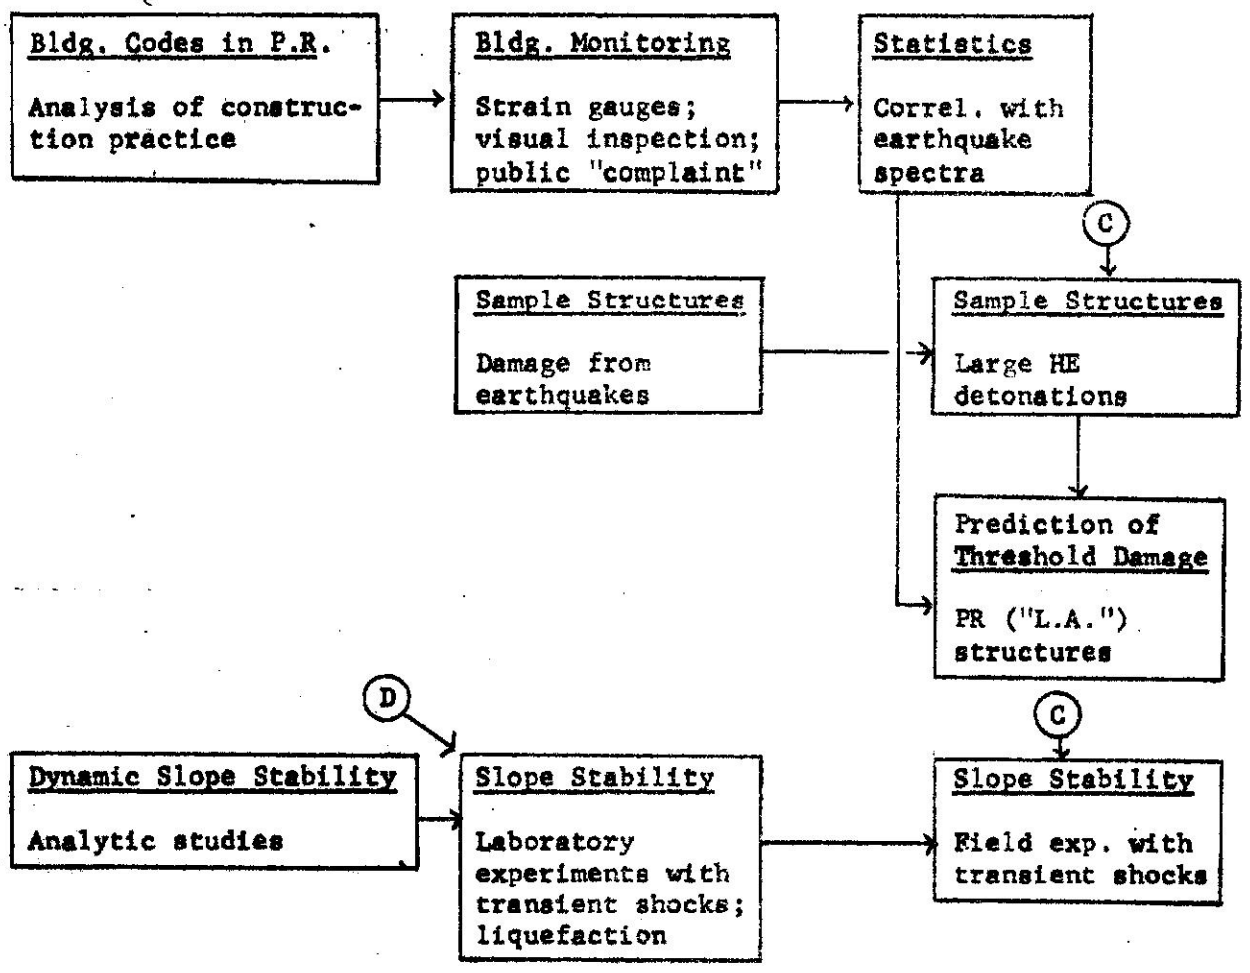 Bldg. Codes in P.R.
Analysis of construc-
tion practice
Bldg. Monitoring
Strain gauges;
visual inspection;
public "complaint"
Statistics
Correl. with
earthquake
spectra
C
Sample Structures
Damage from
earthquakes
Sample Structures
Large HE
detonations
Prediction of
Threshold Damage
PR ("L.A.")
structures
D
C
Dynamic Slope Stability
Analytic studies
Slope Stability
Laboratory
experiments with
transient shocks;
liquefaction
Slope Stability
Field exp. with
transient shocks